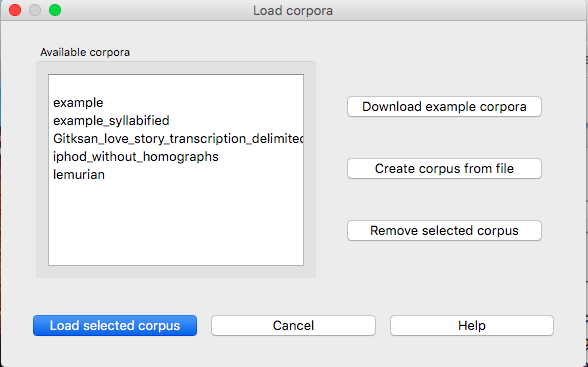 Load corpora
Available corpora
example
example_syllabified
Gitksan_love_story_transcription_delimited
iphod_without_homographs
lemurian
Download example corpora
Create corpus from file
Remove selected corpus
Load selected corpus
Cancel
Help